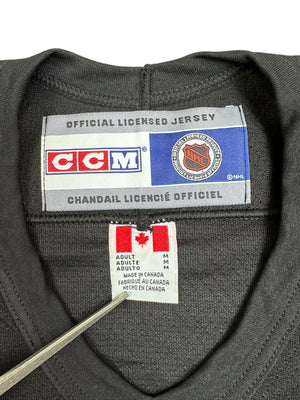 OFFICIAL LICENSED JERSEY
CCM
NHL
© NHL
CHANDAIL LICENCIÉ OFFICIEL
ADULT M
ADULTE M
ADULTO M
MADE IN CANADA
FABRIQUÉ AU CANADA
HECHO EN CANADA